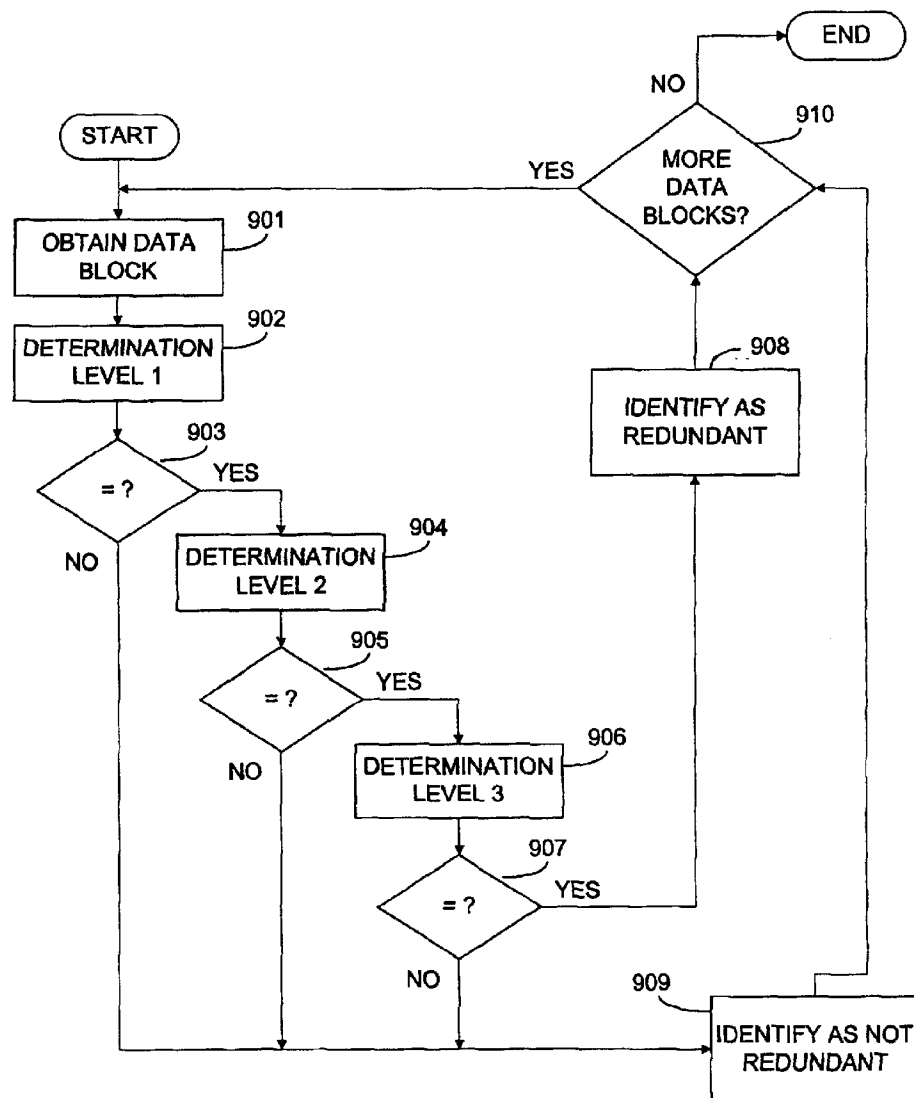 END
NO
910
START
MORE
YES
DATA
BLOCKS?
901
OBTAIN DATA
BLOCK
902
DETERMINATION
LEVEL 1
908
IDENTIFY AS
REDUNDANT
903
YES
= ?
NO
904
DETERMINATION
LEVEL 2
905
YES
= ?
NO
906
DETERMINATION
LEVEL 3
907
YES
= ?
NO
909
IDENTIFY AS NOT
REDUNDANT